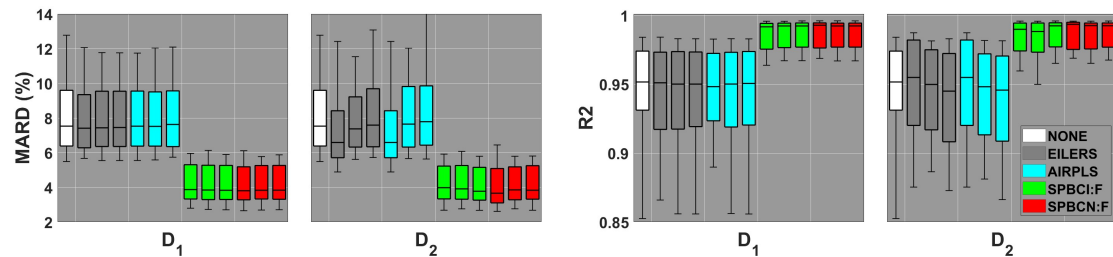 MARD (%)
14
12
10
8
6
4
2
D1
D2
R2
1
0.95
0.9
0.85
D1
D2
NONE
EILERS
AIRPLS
SPBCI:F
SPBCN:F